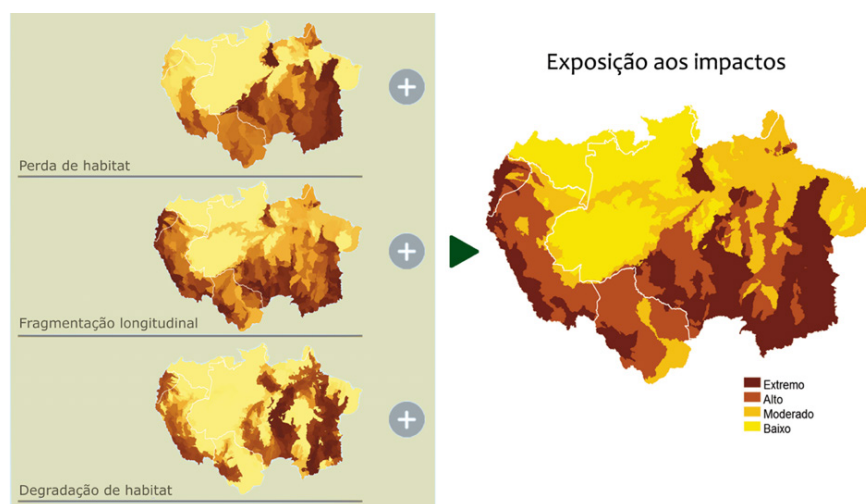 Perda de habitat
Fragmentação longitudinal
Degradação de habitat
Exposição aos impactos
Extremo
Alto
Moderado
Baixo